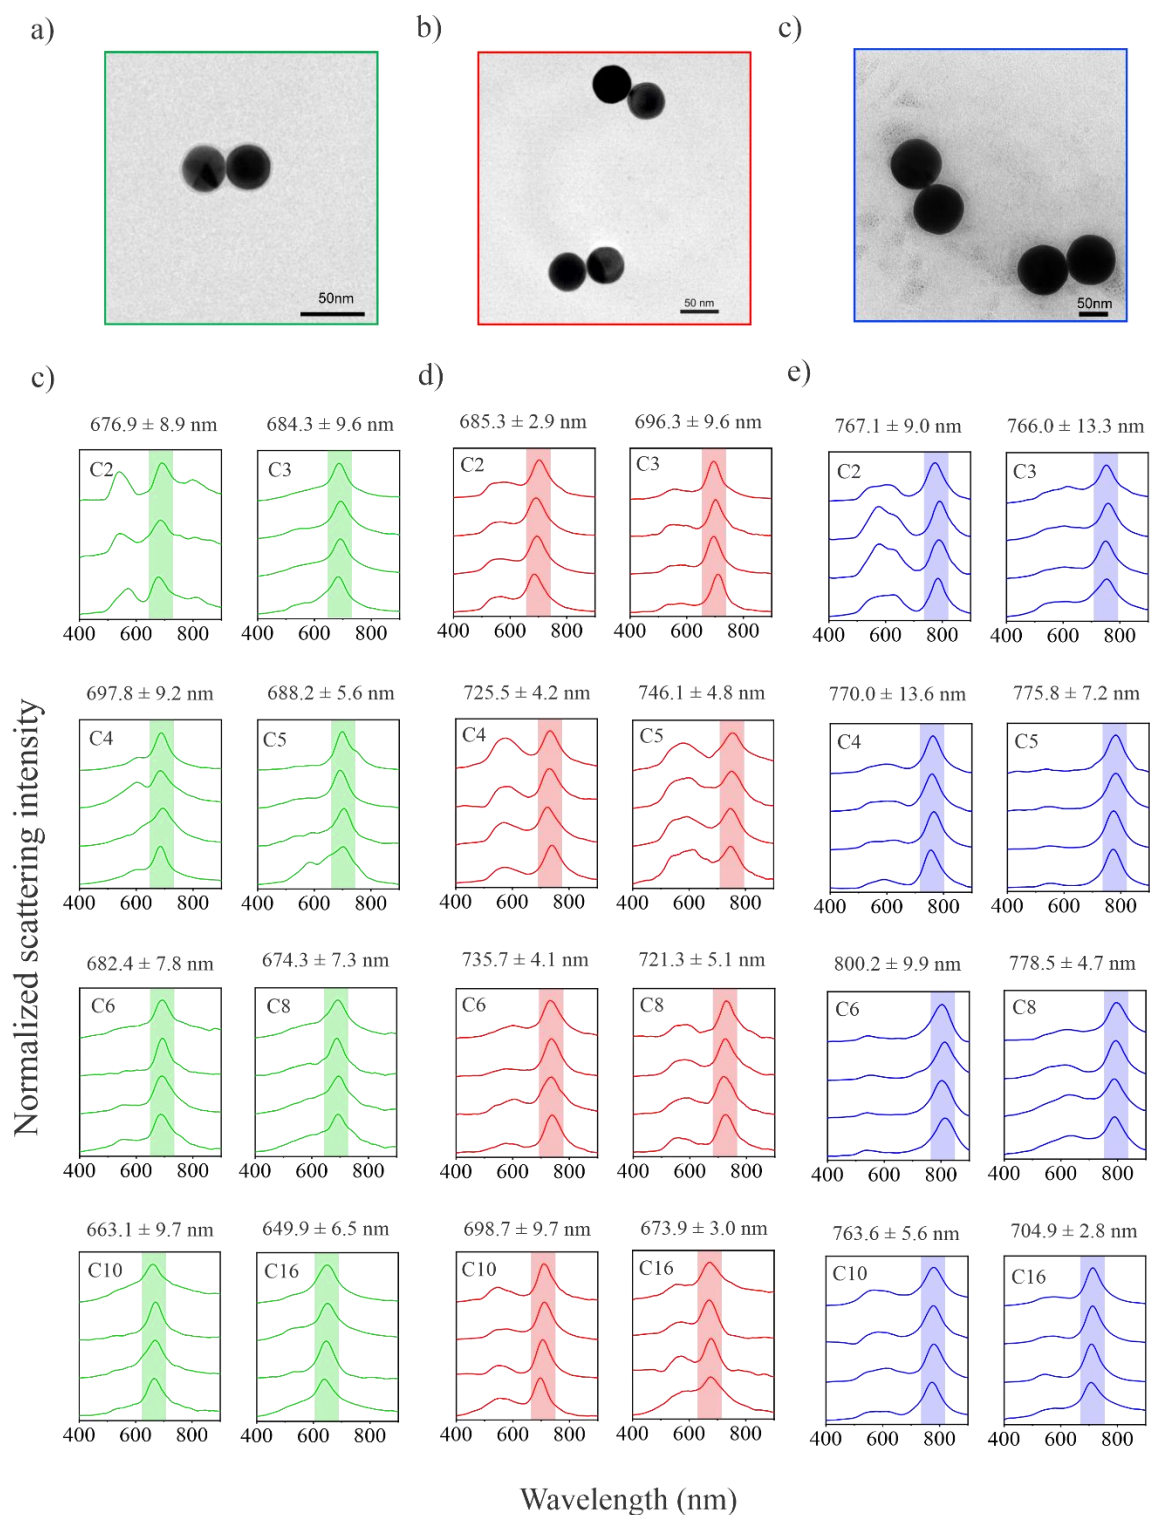 a)
b)
c)
50nm
50 nm
50nm
c)
d)
e)
676.9 ± 8.9 nm
684.3 ± 9.6 nm
685.3 ± 2.9 nm
696.3 ± 9.6 nm
767.1 ± 9.0 nm
766.0 ± 13.3 nm
C2
C3
C2
C3
C2
C3
400 600 800
400 600 800
400 600 800
400 600 800
400 600 800
400 600 800
697.8 ± 9.2 nm
688.2 ± 5.6 nm
725.5 ± 4.2 nm
746.1 ± 4.8 nm
770.0 ± 13.6 nm
775.8 ± 7.2 nm
C4
C5
C4
C5
C4
C5
400 600 800
400 600 800
400 600 800
400 600 800
400 600 800
400 600 800
Normalized scattering intensity
682.4 ± 7.8 nm
674.3 ± 7.3 nm
735.7 ± 4.1 nm
721.3 ± 5.1 nm
800.2 ± 9.9 nm
778.5 ± 4.7 nm
C6
C8
C6
C8
C6
C8
400 600 800
400 600 800
400 600 800
400 600 800
400 600 800
400 600 800
663.1 ± 9.7 nm
649.9 ± 6.5 nm
698.7 ± 9.7 nm
673.9 ± 3.0 nm
763.6 ± 5.6 nm
704.9 ± 2.8 nm
C10
C16
C10
C16
C10
C16
400 600 800
400 600 800
400 600 800
400 600 800
400 600 800
400 600 800
Wavelength (nm)